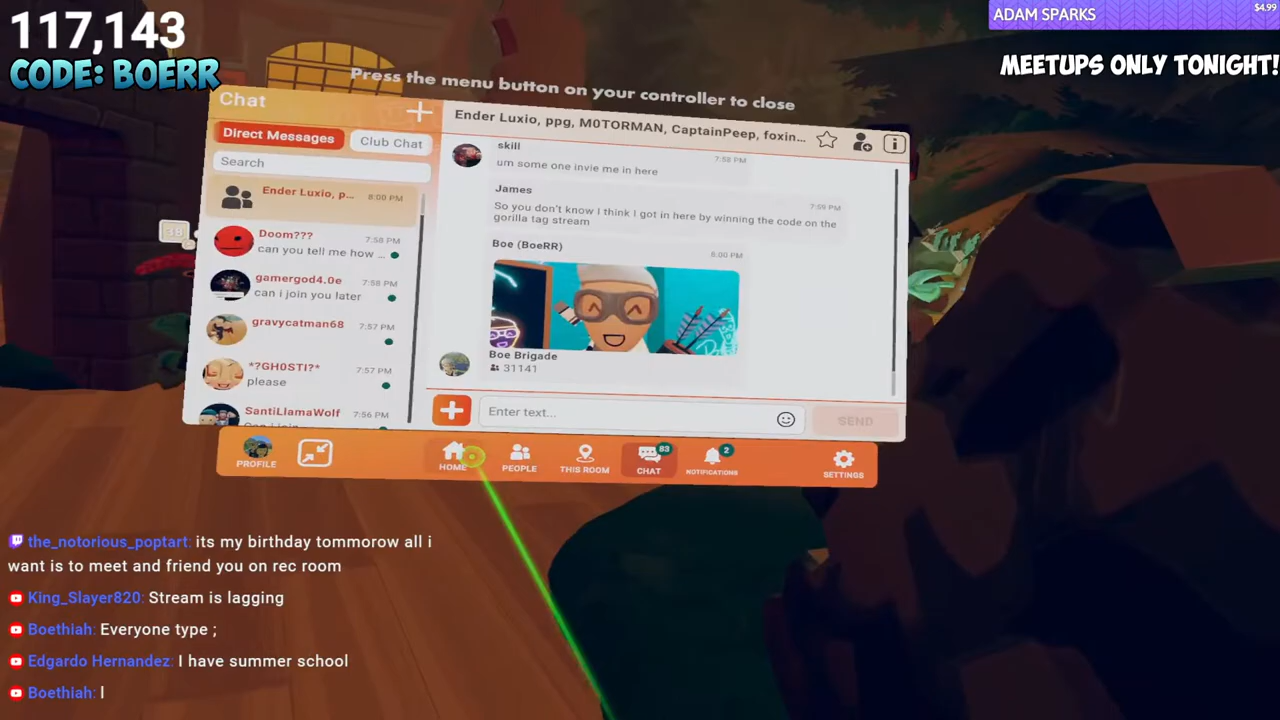 117,143
CODE: BOERR
ADAM SPARKS
$4.99
MEETUPS ONLY TONIGHT!
Press the menu button on your controller to close
Chat
Direct Messages
Club Chat
Search
Ender Luxio, p... 8:00 PM
Doom??? 7:58 PM
can you tell me how ...
gamergod4.0e 7:58 PM
can i join you later
gravycatman68 7:57 PM
*?GH0STI?* 7:57 PM
please
SantiLlamaWolf 7:56 PM
Ender Luxio, ppg, M0TORMAN, CaptainPeep, foxin...
skill 7:58 PM
um some one invie me in here
James 7:59 PM
So you don't know I think I got in here by winning the code on the
gorilla tag stream
Boe (BoeRR) 8:00 PM
Boe Brigade
31141
Enter text...
SEND
PROFILE
HOME
PEOPLE
THIS ROOM
CHAT
83
NOTIFICATIONS
2
SETTINGS
the_notorious_poptart: its my birthday tommorow all i
want is to meet and friend you on rec room
King_Slayer820: Stream is lagging
Boethiah: Everyone type ;
Edgardo Hernandez: I have summer school
Boethiah: I